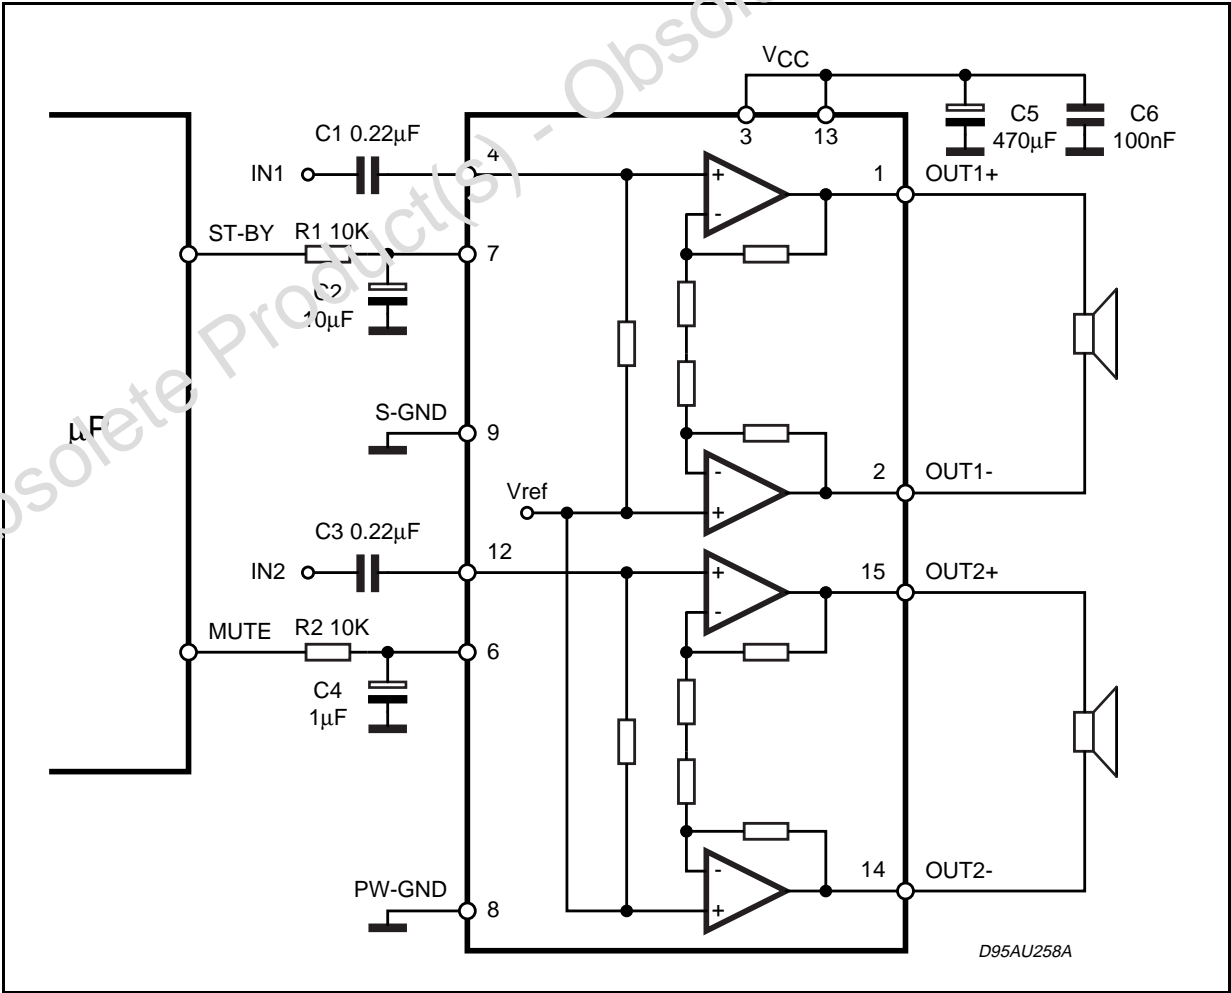 Obsolete Product(s) - Obsol
VCC
3
13
C5
470µF
C6
100nF
C1 0.22µF
IN1
4
+
-
1
OUT1+
ST-BY
R1 10K
7
C2
10µF
µP
S-GND
9
2
OUT1-
-
+
Vref
C3 0.22µF
IN2
12
+
-
15
OUT2+
MUTE
R2 10K
6
C4
1µF
PW-GND
8
-
+
14
OUT2-
D95AU258A